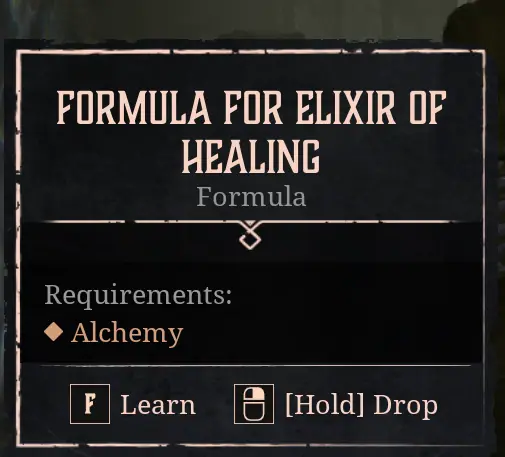 FORMULA FOR ELIXIR OF
HEALING
Formula
Requirements:
Alchemy
F Learn [Hold] Drop